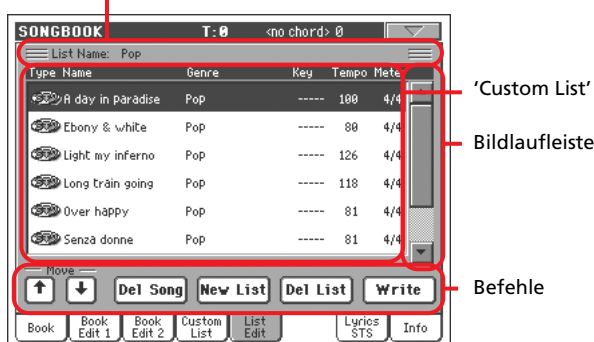 SONGBOOK T:0 <no chord> 0
List Name: Pop
Type Name Genre Key Tempo Mete
A day in paradise Pop ----- 100 4/4
'Custom List'
Ebony & white Pop ----- 80 4/4
Bildlaufleiste
Light my inferno Pop ----- 126 4/4
Long train going Pop ----- 118 4/4
Over happy Pop ----- 81 4/4
Senza donne Pop ----- 81 4/4
Move
Del Song New List Del List Write
Befehle
Book Book Edit 1 Book Edit 2 Custom List List Edit Lyrics STS Info